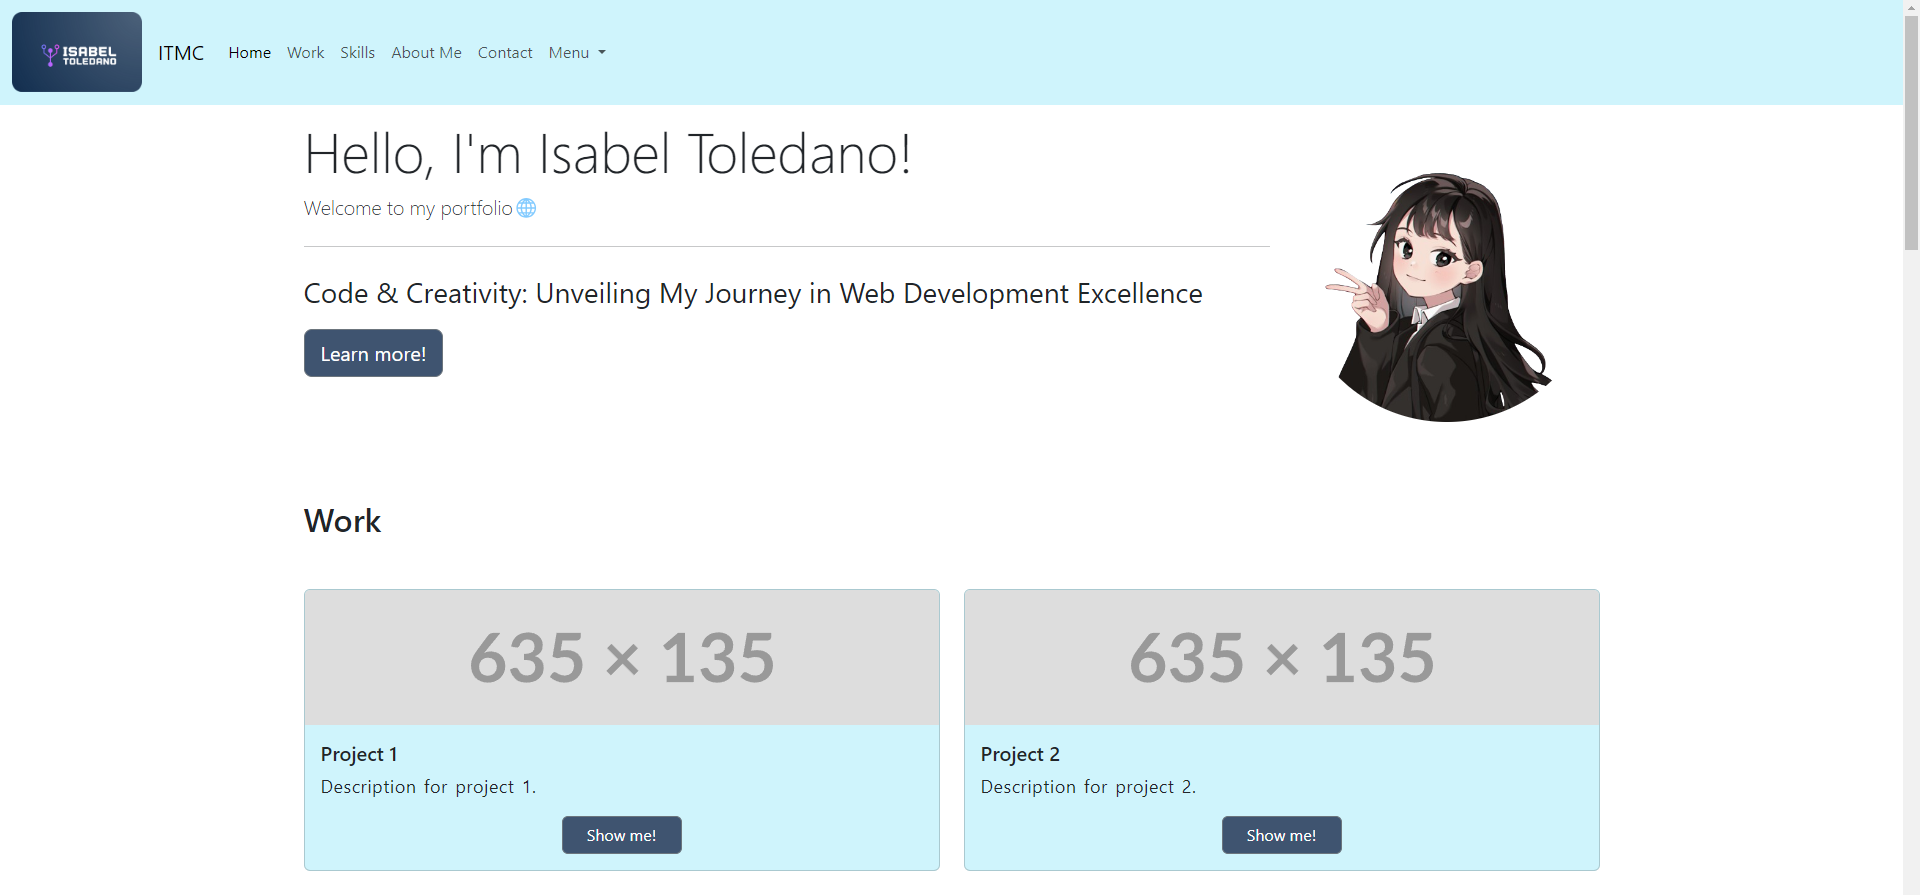 ISABEL
TOLEDANO
ITMC Home Work Skills About Me Contact Menu
Hello, I'm Isabel Toledano!
Welcome to my portfolio
Code & Creativity: Unveiling My Journey in Web Development Excellence
Learn more!
Work
635 × 135
Project 1
Description for project 1.
Show me!
635 × 135
Project 2
Description for project 2.
Show me!